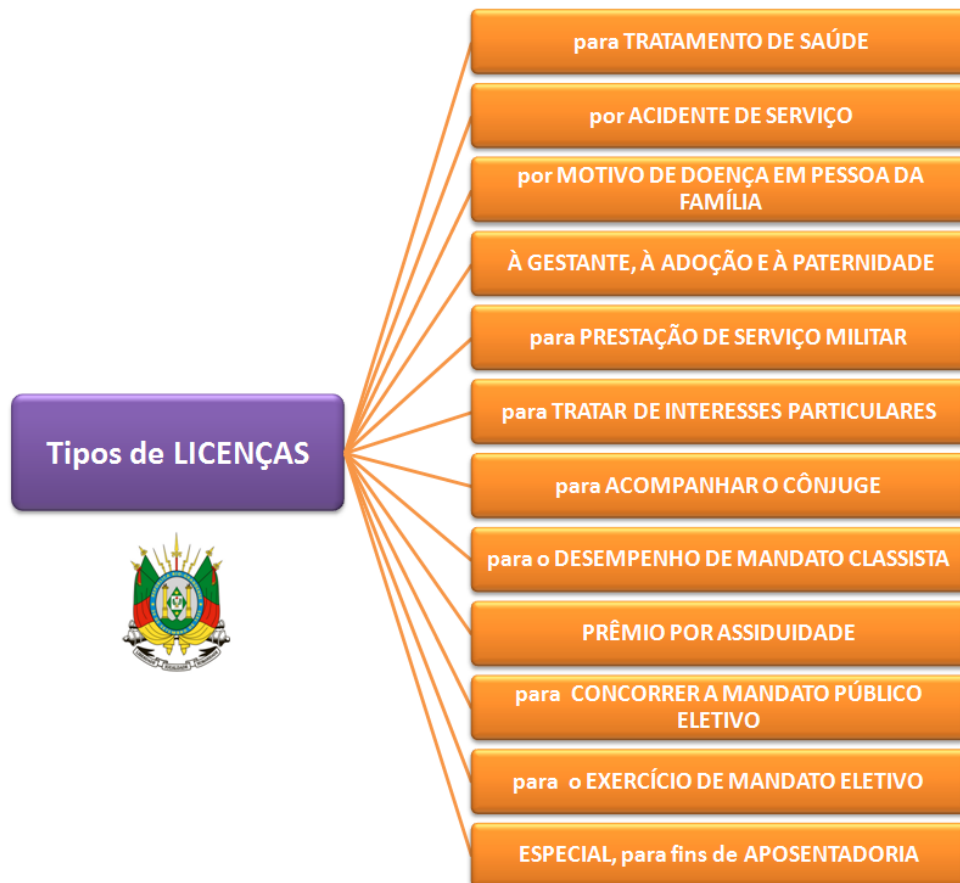 para TRATAMENTO DE SAÚDE
por ACIDENTE DE SERVIÇO
por MOTIVO DE DOENÇA EM PESSOA DA
FAMÍLIA
À GESTANTE, À ADOÇÃO E À PATERNIDADE
para PRESTAÇÃO DE SERVIÇO MILITAR
para TRATAR DE INTERESSES PARTICULARES
Tipos de LICENÇAS
para ACOMPANHAR O CÔNJUGE
para o DESEMPENHO DE MANDATO CLASSISTA
PRÊMIO POR ASSIDUIDADE
para CONCORRER A MANDATO PÚBLICO
ELETIVO
para o EXERCÍCIO DE MANDATO ELETIVO
ESPECIAL, para fins de APOSENTADORIA